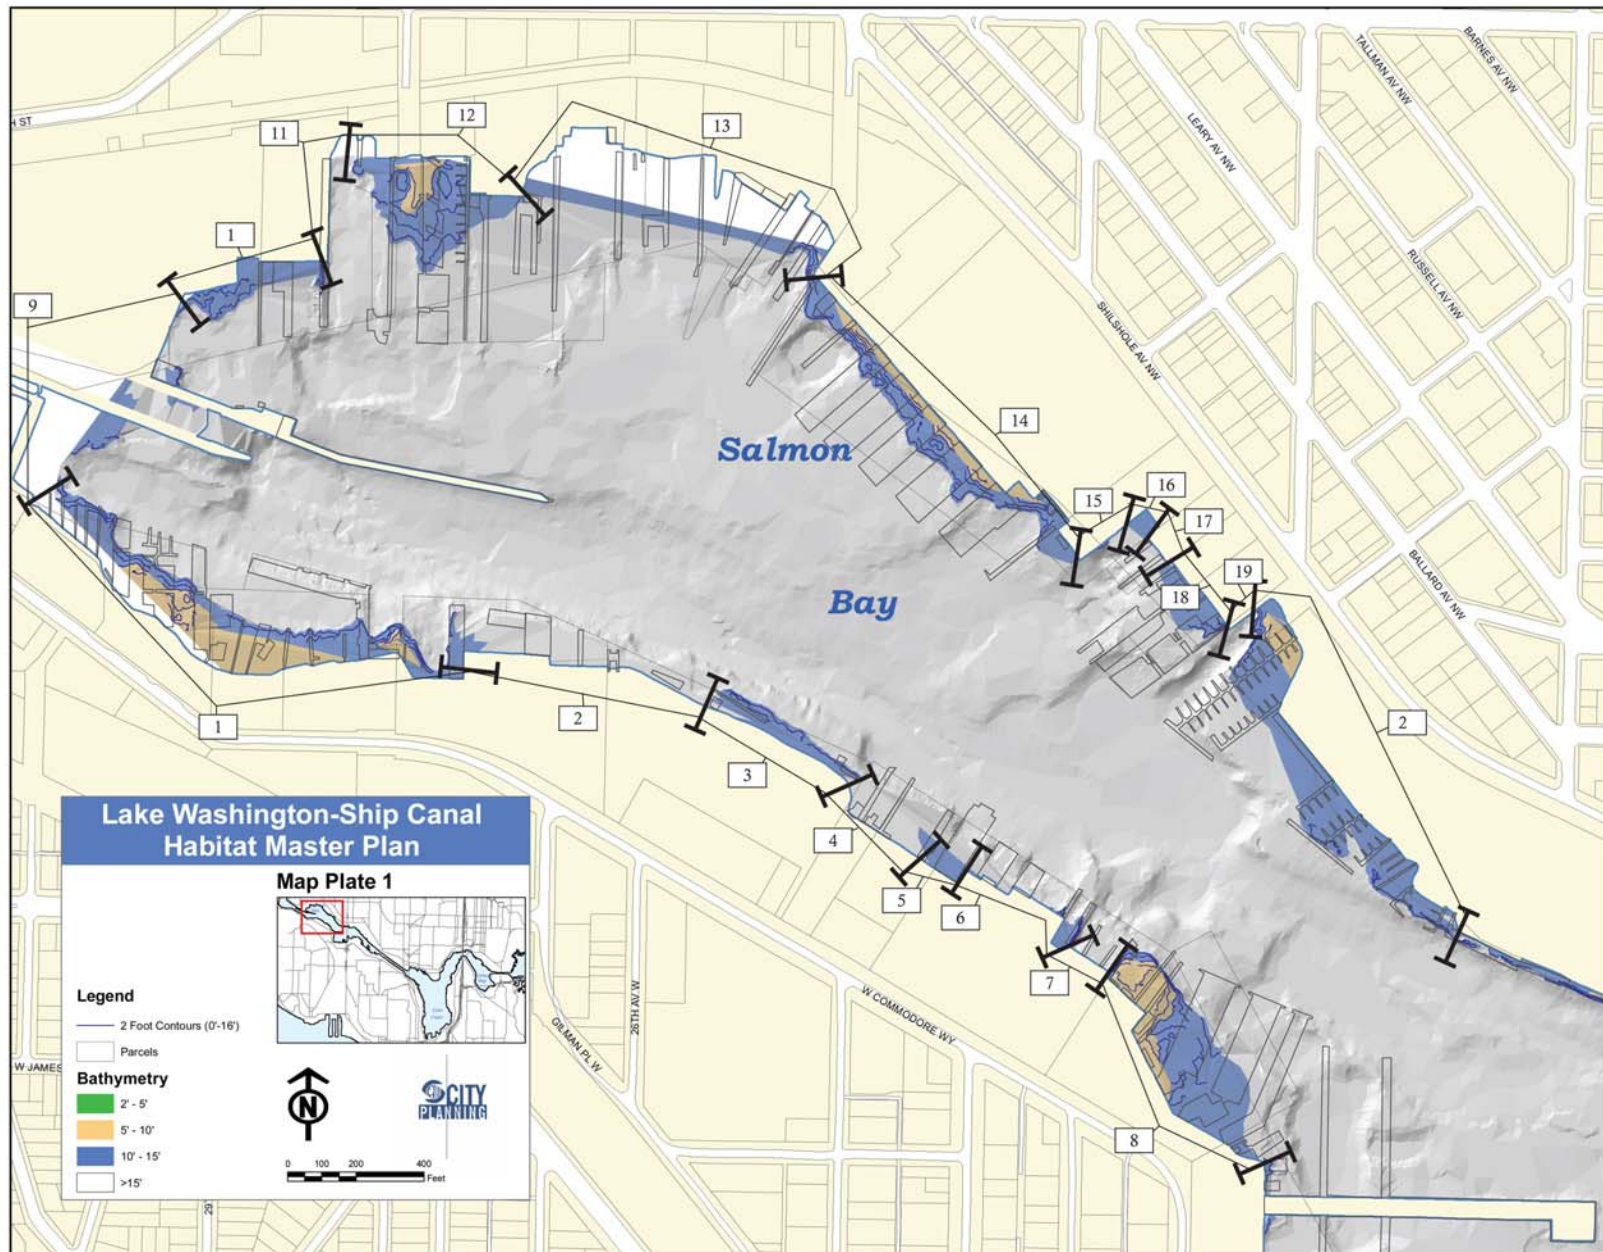 H ST
TALLMAN AV NW
BARNES AV NW
LEARY AV NW
RUSSELL AV NW
SHILSHOLE AV NW
BALLARD AV NW
11
12
13
1
9
Salmon
14
15
16
17
Bay
18
19
1
2
2
3
4
5
6
7
8
W COMMODORE WY
26TH AV W
GILMAN PL W
W JAMES
29
Lake Washington-Ship Canal
Habitat Master Plan
Map Plate 1
Legend
2 Foot Contours (0'-16')
Parcels
Bathymetry
2' - 5'
5' - 10'
10' - 15'
>15'
N
CITY
PLANNING
0 100 200 400
Feet